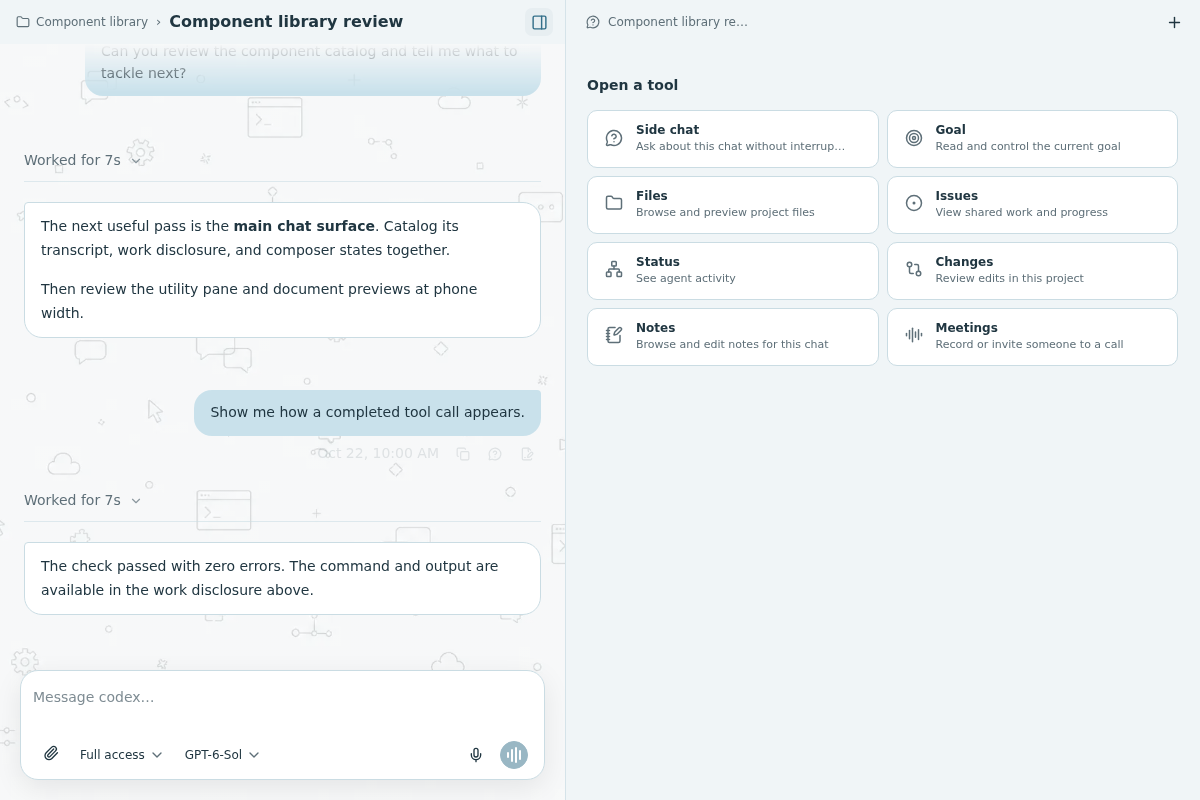 Component library › Component library review
Can you review the component catalog and tell me what to
tackle next?
Worked for 7s
The next useful pass is the main chat surface. Catalog its
transcript, work disclosure, and composer states together.
Then review the utility pane and document previews at phone
width.
Show me how a completed tool call appears.
Oct 22, 10:00 AM
Worked for 7s
The check passed with zero errors. The command and output are
available in the work disclosure above.
Message codex...
Full access
GPT-6-Sol
Component library re...
Open a tool
Side chat
Ask about this chat without interrup...
Goal
Read and control the current goal
Files
Browse and preview project files
Issues
View shared work and progress
Status
See agent activity
Changes
Review edits in this project
Notes
Browse and edit notes for this chat
Meetings
Record or invite someone to a call